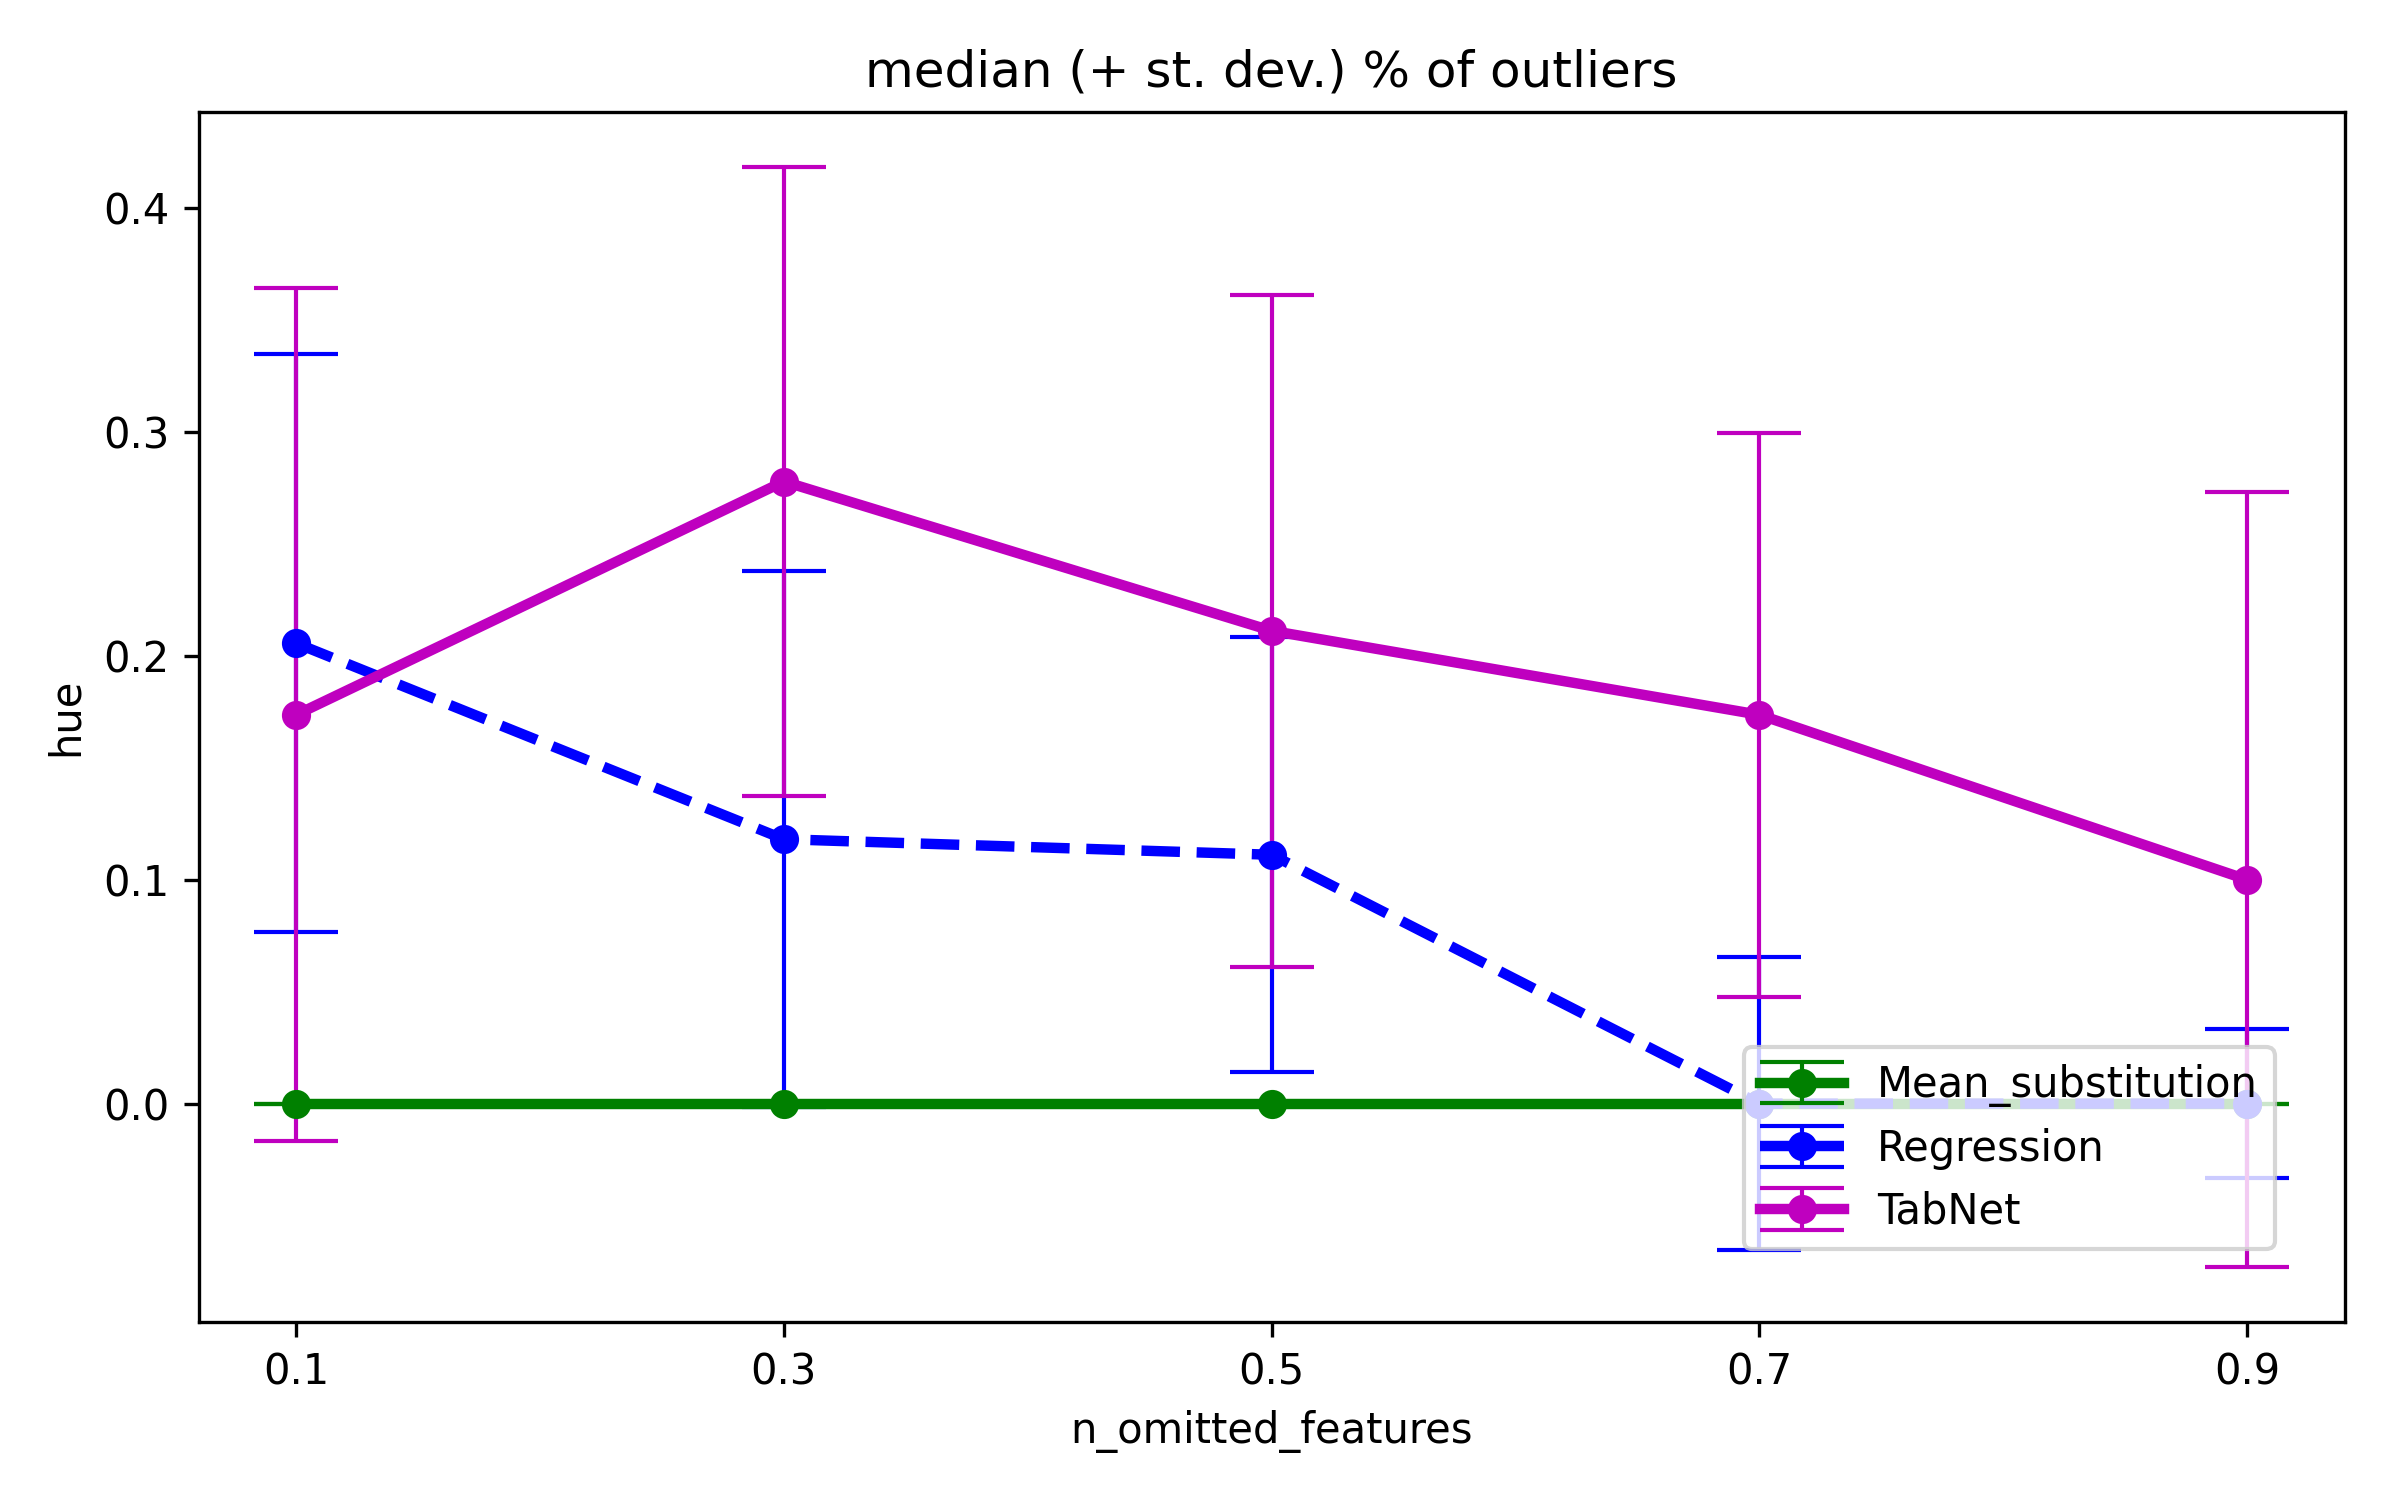 median (+ st. dev.) % of outliers
hue
0.4
0.3
0.2
0.1
0.0
0.1 0.3 0.5 0.7 0.9
n_omitted_features
Mean_substitution
Regression
TabNet